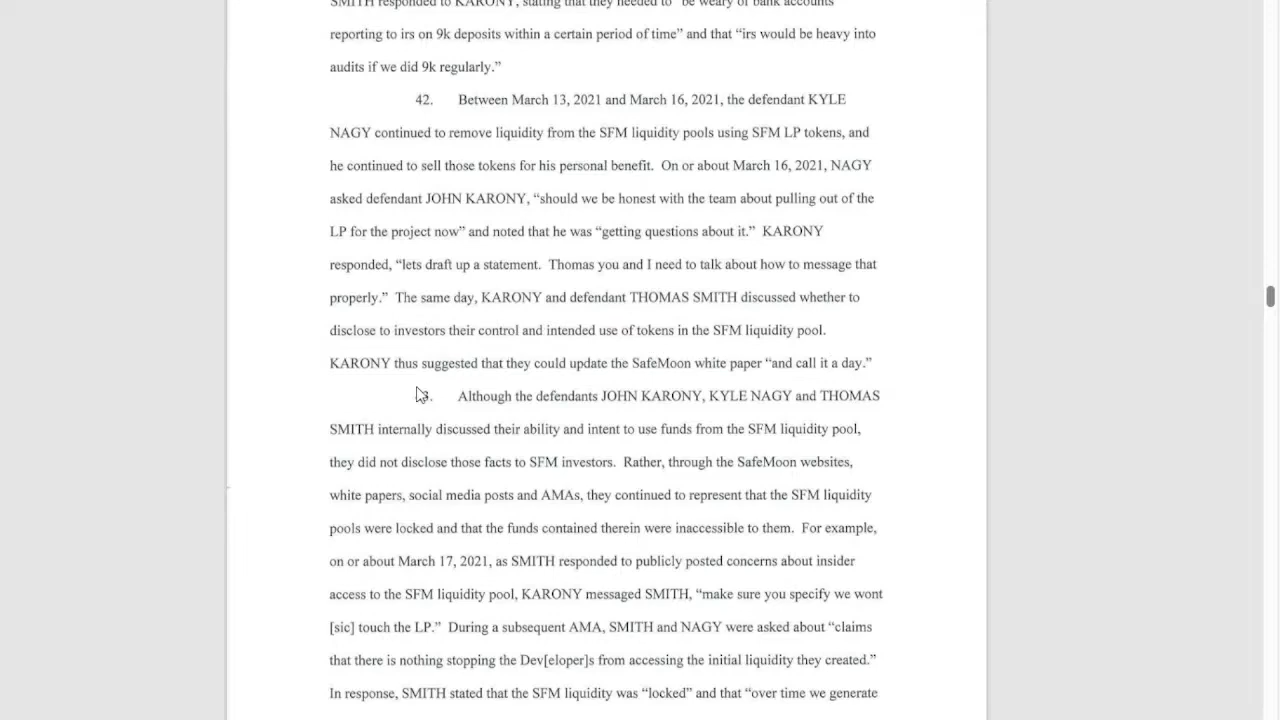 SMITH responded to KARONY, stating that they needed to “be weary of bank accounts
reporting to irs on 9k deposits within a certain period of time” and that “irs would be heavy into
audits if we did 9k regularly.”
42. Between March 13, 2021 and March 16, 2021, the defendant KYLE
NAGY continued to remove liquidity from the SFM liquidity pools using SFM LP tokens, and
he continued to sell those tokens for his personal benefit. On or about March 16, 2021, NAGY
asked defendant JOHN KARONY, “should we be honest with the team about pulling out of the
LP for the project now” and noted that he was “getting questions about it.” KARONY
responded, “lets draft up a statement. Thomas you and I need to talk about how to message that
properly.” The same day, KARONY and defendant THOMAS SMITH discussed whether to
disclose to investors their control and intended use of tokens in the SFM liquidity pool.
KARONY thus suggested that they could update the SafeMoon white paper “and call it a day.”
3. Although the defendants JOHN KARONY, KYLE NAGY and THOMAS
SMITH internally discussed their ability and intent to use funds from the SFM liquidity pool,
they did not disclose those facts to SFM investors. Rather, through the SafeMoon websites,
white papers, social media posts and AMAs, they continued to represent that the SFM liquidity
pools were locked and that the funds contained therein were inaccessible to them. For example,
on or about March 17, 2021, as SMITH responded to publicly posted concerns about insider
access to the SFM liquidity pool, KARONY messaged SMITH, “make sure you specify we wont
[sic] touch the LP.” During a subsequent AMA, SMITH and NAGY were asked about “claims
that there is nothing stopping the Dev[eloper]s from accessing the initial liquidity they created.”
In response, SMITH stated that the SFM liquidity was “locked” and that “over time we generate